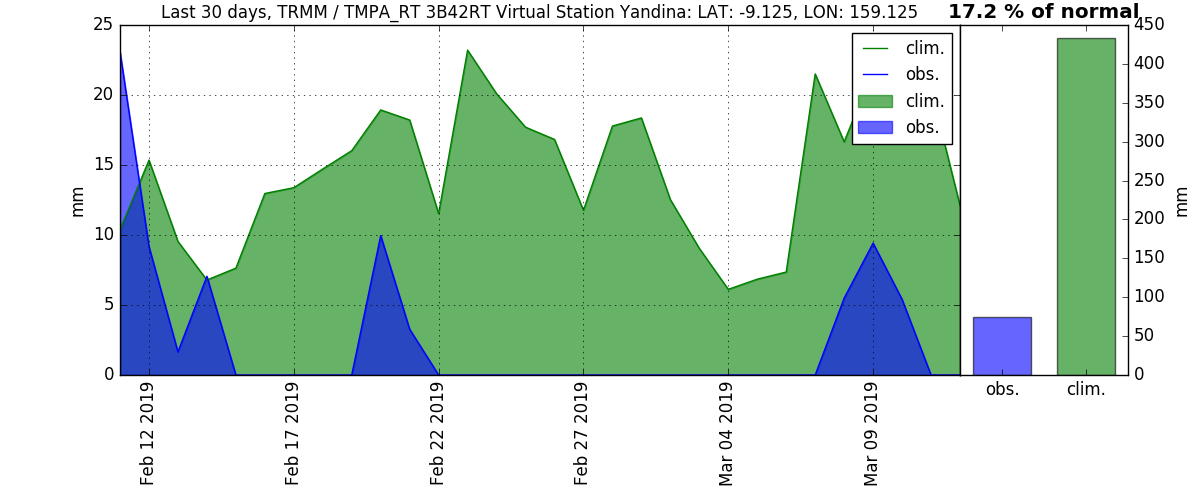 Last 30 days, TRMM / TMPA_RT 3B42RT Virtual Station Yandina: LAT: -9.125, LON: 159.125
17.2 % of normal
25
20
15
10
5
0
mm
clim.
obs.
clim.
obs.
Feb 12 2019
Feb 17 2019
Feb 22 2019
Feb 27 2019
Mar 04 2019
Mar 09 2019
450
400
350
300
250
200
150
100
50
0
mm
obs.
clim.